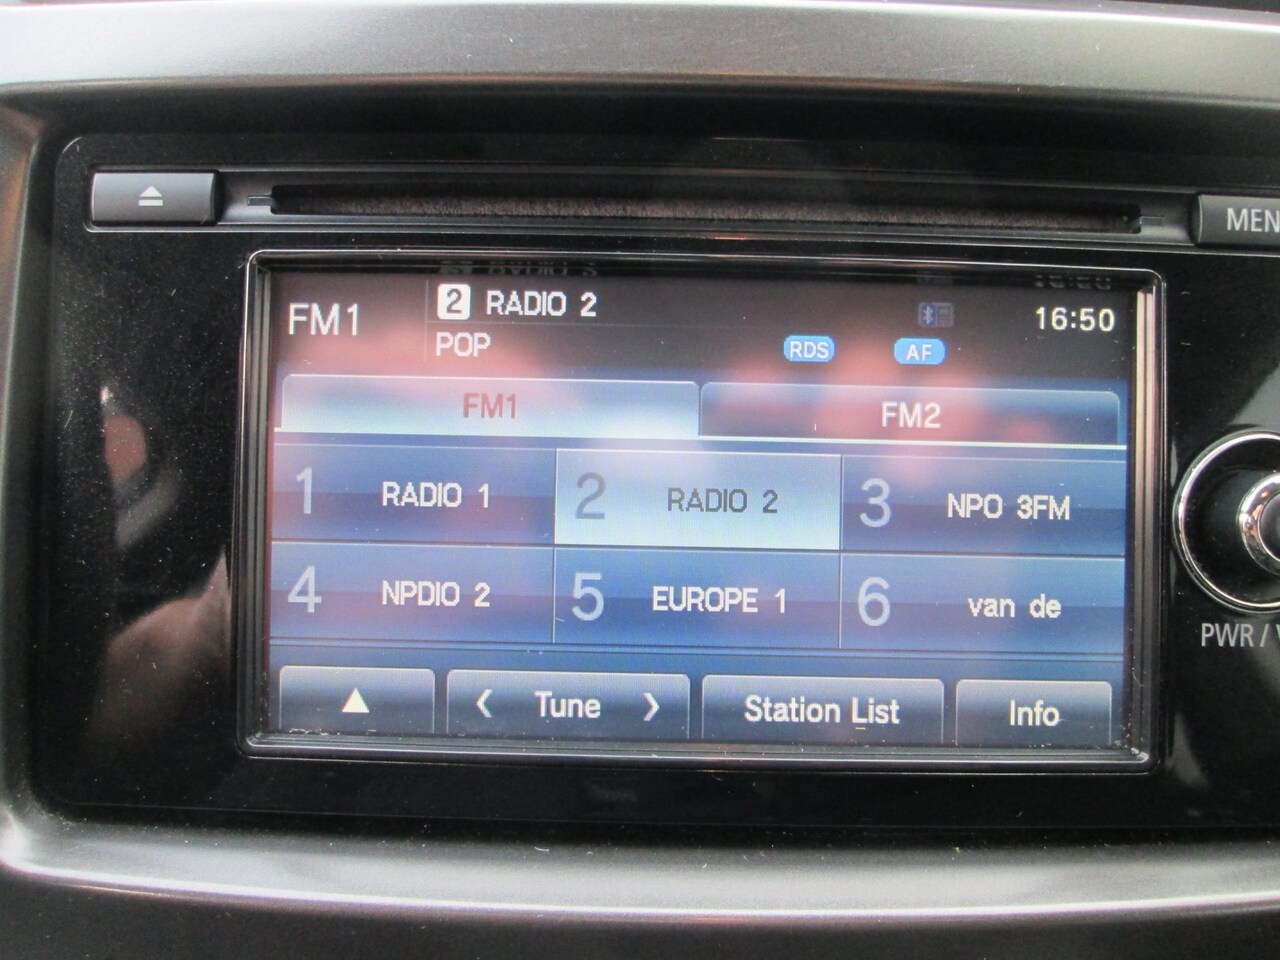 MEN
FM1
2 RADIO 2
16:50
POP
RDS
AF
FM1
FM2
1 RADIO 1
2 RADIO 2
3 NPO 3FM
4 NPDIO 2
5 EUROPE 1
6 van de
PWR /
Tune
Station List
Info